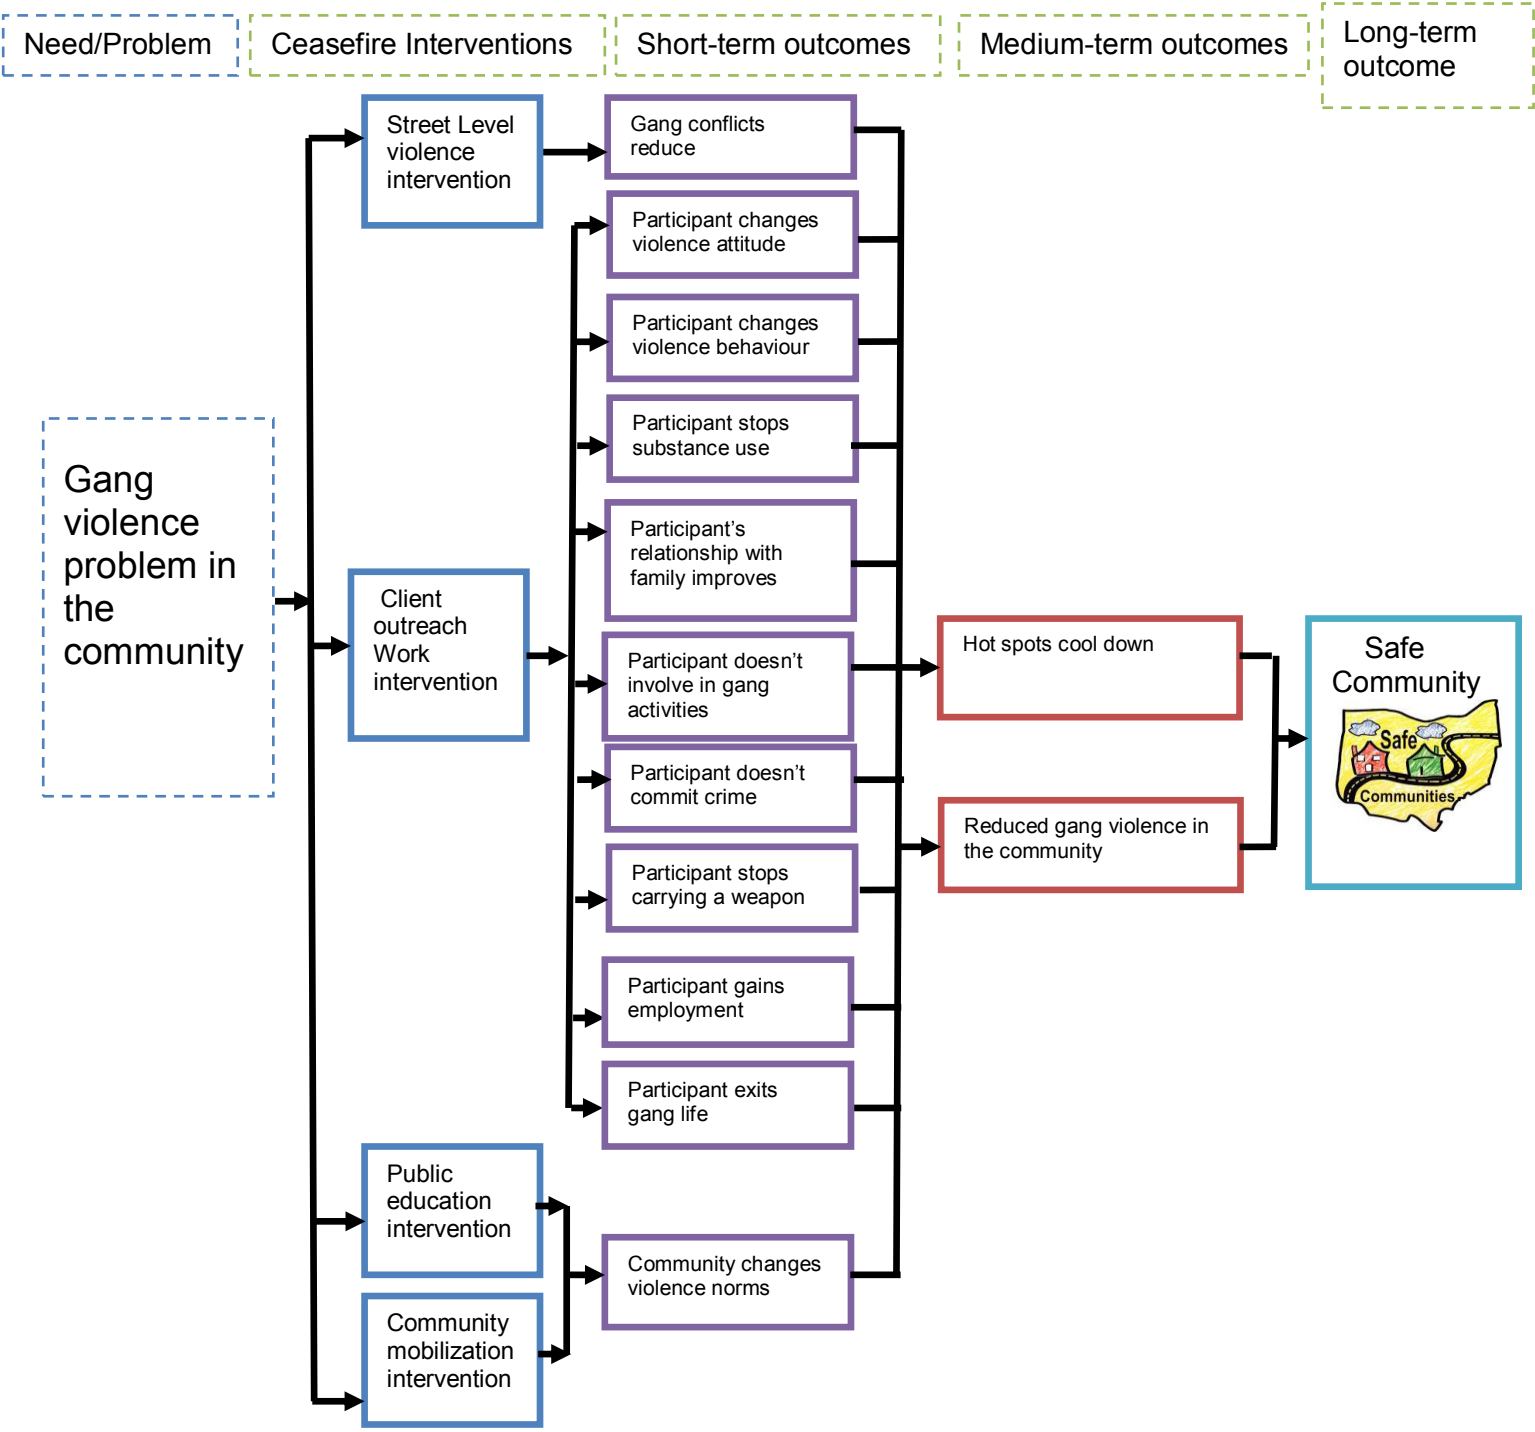 Need/Problem
Ceasefire Interventions
Short-term outcomes
Medium-term outcomes
Long-term
outcome
Gang
violence
problem in
the
community
Street Level
violence
intervention
Client
outreach
Work
intervention
Public
education
intervention
Community
mobilization
intervention
Gang conflicts
reduce
Participant changes
violence attitude
Participant changes
violence behaviour
Participant stops
substance use
Participant’s
relationship with
family improves
Participant doesn’t
involve in gang
activities
Participant doesn’t
commit crime
Participant stops
carrying a weapon
Participant gains
employment
Participant exits
gang life
Community changes
violence norms
Hot spots cool down
Reduced gang violence in
the community
Safe
Community
Safe
Communities